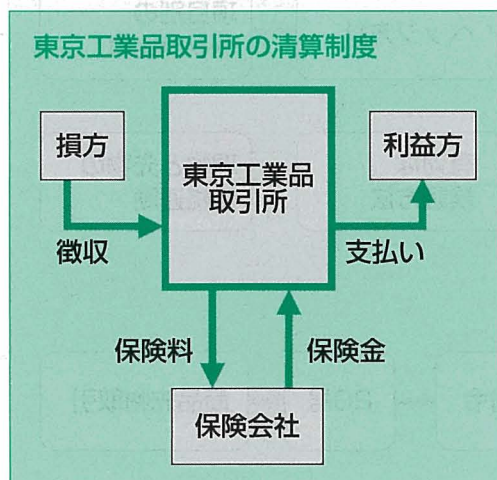 東京工業品取引所の清算制度
損方
東京工業品
取引所
利益方
徴収
支払い
保険料
保険金
保険会社